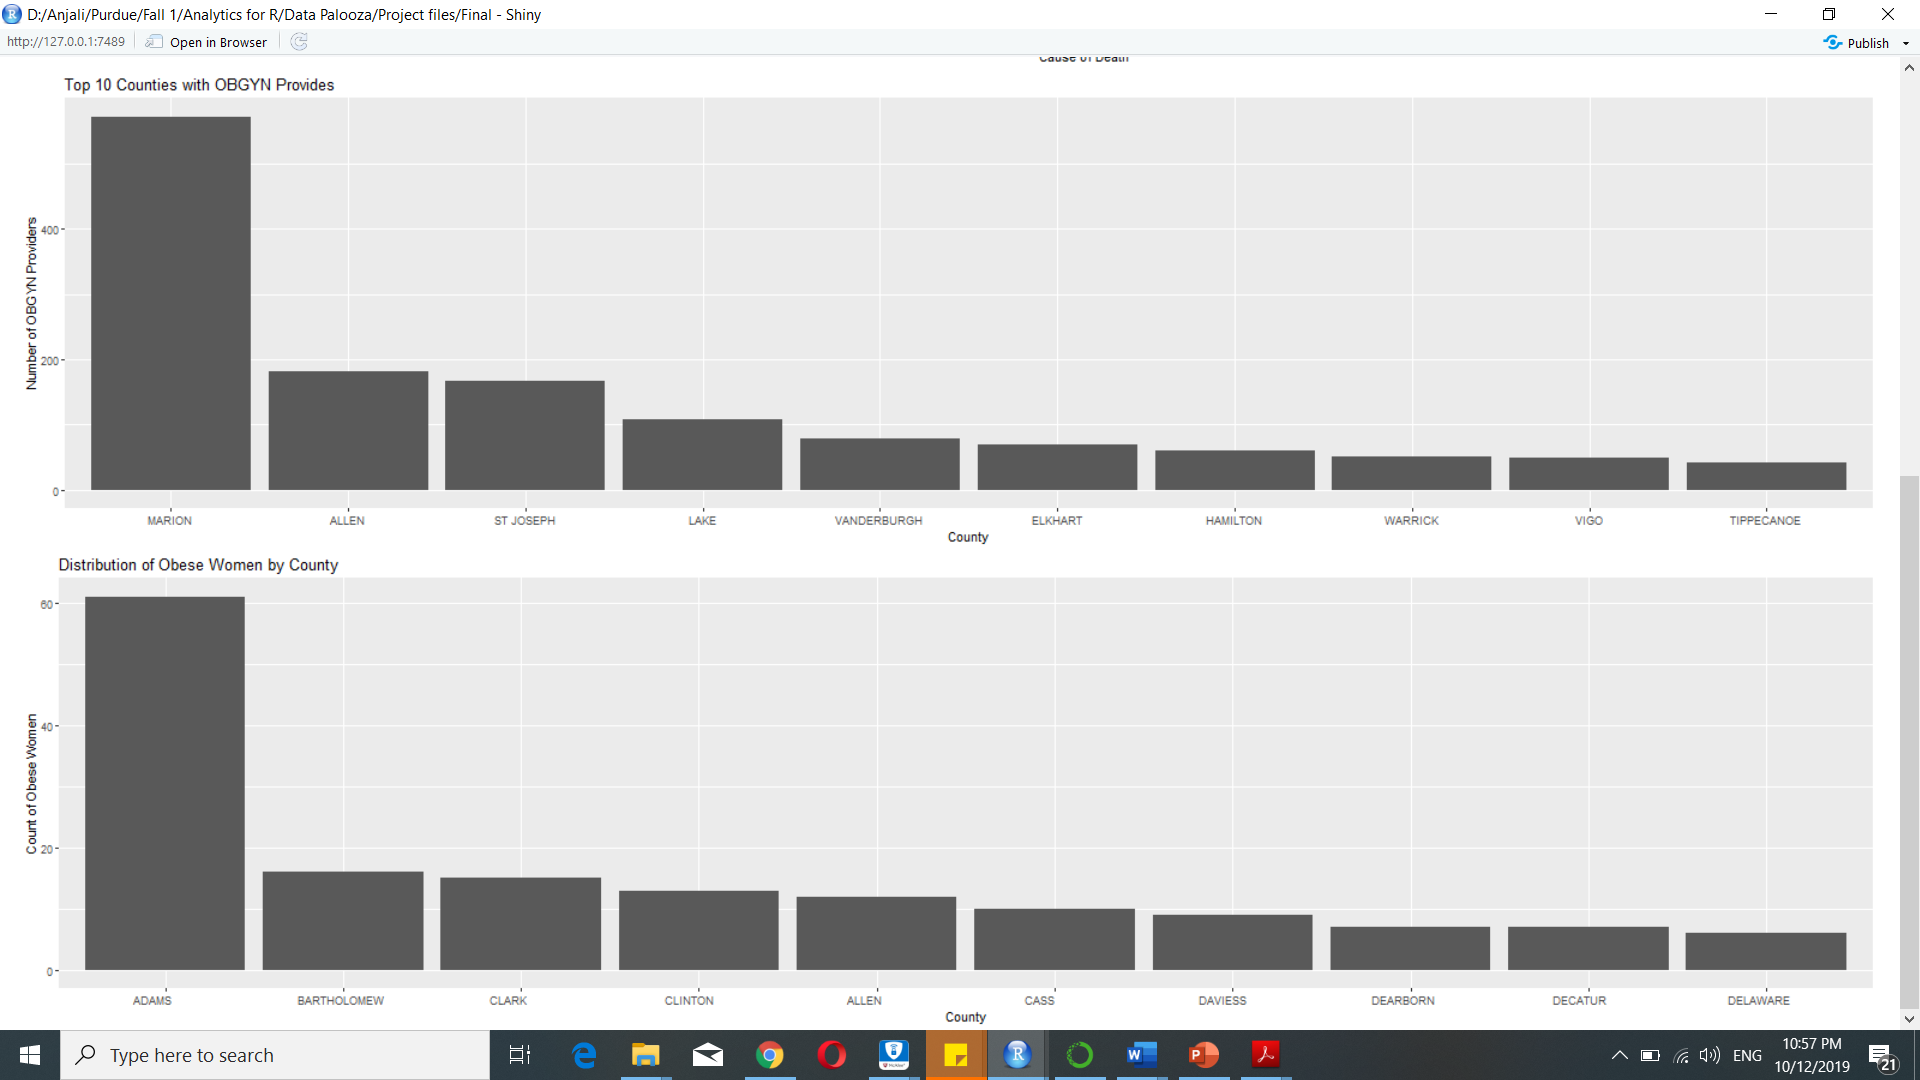 D:/Anjali/Purdue/Fall 1/Analytics for R/Data Palooza/Project files/Final - Shiny
http://127.0.0.1:7489 Open in Browser Publish
Cause of Death
Top 10 Counties with OBGYN Provides
Number of OBGYN Providers
400
200
0
MARION ALLEN ST JOSEPH LAKE VANDERBURGH ELKHART HAMILTON WARRICK VIGO TIPPECANOE
County
Distribution of Obese Women by County
Count of Obese Women
60
40
20
0
ADAMS BARTHOLOMEW CLARK CLINTON ALLEN CASS DAVIESS DEARBORN DECATUR DELAWARE
County
Type here to search
ENG
10:57 PM
10/12/2019
21